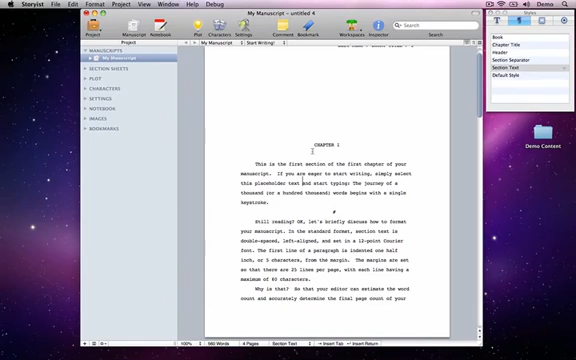 Storyist File Edit View Format Window Help Debug Demo
My Manuscript – untitled 4
Project Manuscript Notebook Plot Characters Settings Comment Bookmark Workspaces Inspector Search
Search
Project
My Manuscript Start Writing!
MANUSCRIPTS
My Manuscript
SECTION SHEETS
PLOT
CHARACTERS
SETTINGS
NOTEBOOK
IMAGES
BOOKMARKS
CHAPTER 1
This is the first section of the first chapter of your
manuscript. If you are eager to start writing, simply select
this placeholder text and start typing: The journey of a
thousand (or a hundred thousand) words begins with a single
keystroke.
#
Still reading? OK, let's briefly discuss how to format
your manuscript. In the standard format, section text is
double-spaced, left-aligned, and set in a 12-point Courier
font. The first line of a paragraph is indented one half
inch, or 5 characters, from the margin. The margins are set
so that there are 25 lines per page, with each line having a
maximum of 60 characters.
Why is that? So that your editor can estimate the word
count and accurately determine the final page count of your
100% 560 Words 4 Pages Section Text Insert Tab Insert Return
Styles
Book
Chapter Title
Header
Section Separator
Section Text
Default Style
Demo Content